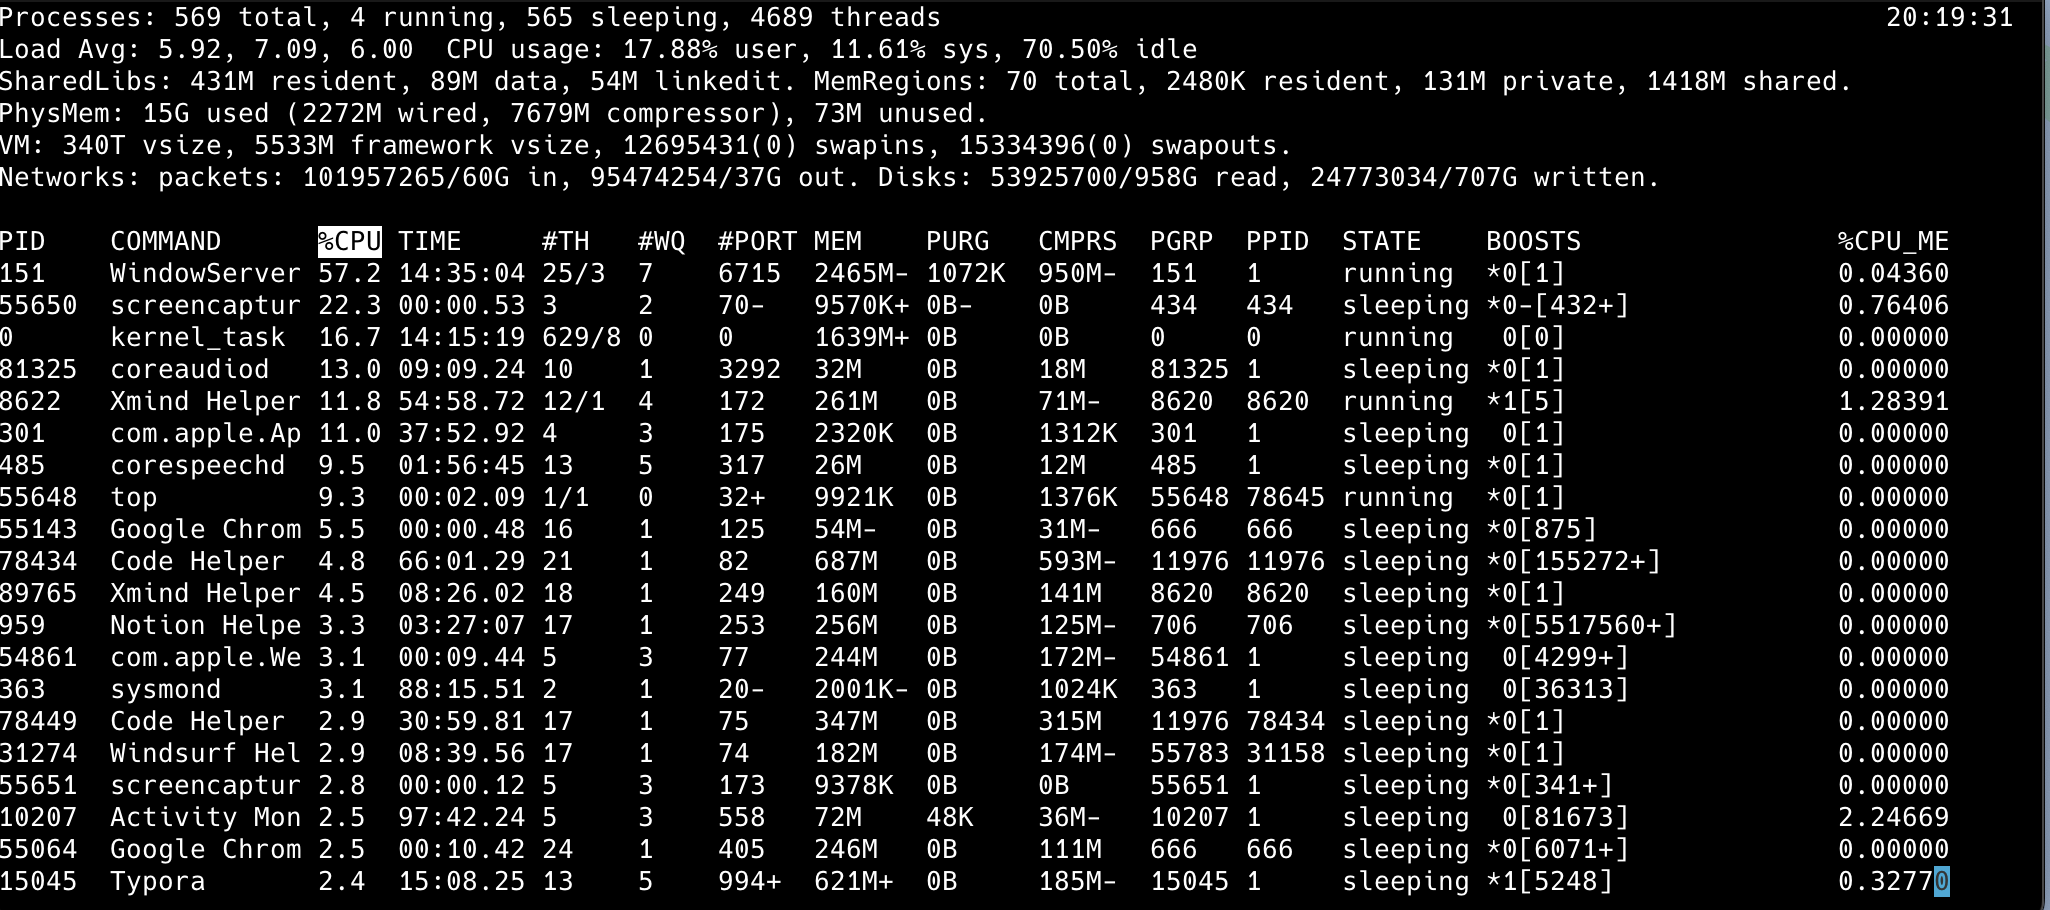 Processes: 569 total, 4 running, 565 sleeping, 4689 threads 20:19:31
Load Avg: 5.92, 7.09, 6.00 CPU usage: 17.88% user, 11.61% sys, 70.50% idle
SharedLibs: 431M resident, 89M data, 54M linkedit. MemRegions: 70 total, 2480K resident, 131M private, 1418M shared.
PhysMem: 15G used (2272M wired, 7679M compressor), 73M unused.
VM: 340T vsize, 5533M framework vsize, 12695431(0) swapins, 15334396(0) swapouts.
Networks: packets: 101957265/60G in, 95474254/37G out. Disks: 53925700/958G read, 24773034/707G written.
PID COMMAND %CPU TIME #TH #WQ #PORT MEM PURG CMPRS PGRP PPID STATE BOOSTS %CPU_ME
151 WindowServer 57.2 14:35:04 25/3 7 6715 2465M- 1072K 950M- 151 1 running *0[1] 0.04360
55650 screencaptur 22.3 00:00.53 3 2 70- 9570K+ 0B- 0B 434 434 sleeping *0-[432+] 0.76406
0 kernel_task 16.7 14:15:19 629/8 0 0 1639M+ 0B 0B 0 0 running 0[0] 0.00000
81325 coreaudiod 13.0 09:09.24 10 1 3292 32M 0B 18M 81325 1 sleeping *0[1] 0.00000
8622 Xmind Helper 11.8 54:58.72 12/1 4 172 261M 0B 71M- 8620 8620 running *1[5] 1.28391
301 com.apple.Ap 11.0 37:52.92 4 3 175 2320K 0B 1312K 301 1 sleeping 0[1] 0.00000
485 corespeechd 9.5 01:56:45 13 5 317 26M 0B 12M 485 1 sleeping *0[1] 0.00000
55648 top 9.3 00:02.09 1/1 0 32+ 9921K 0B 1376K 55648 78645 running *0[1] 0.00000
55143 Google Chrom 5.5 00:00.48 16 1 125 54M- 0B 31M- 666 666 sleeping *0[875] 0.00000
78434 Code Helper 4.8 66:01.29 21 1 82 687M 0B 593M- 11976 11976 sleeping *0[155272+] 0.00000
89765 Xmind Helper 4.5 08:26.02 18 1 249 160M 0B 141M 8620 8620 sleeping *0[1] 0.00000
959 Notion Helpe 3.3 03:27:07 17 1 253 256M 0B 125M- 706 706 sleeping *0[5517560+] 0.00000
54861 com.apple.We 3.1 00:09.44 5 3 77 244M 0B 172M- 54861 1 sleeping 0[4299+] 0.00000
363 sysmond 3.1 88:15.51 2 1 20- 2001K- 0B 1024K 363 1 sleeping 0[36313] 0.00000
78449 Code Helper 2.9 30:59.81 17 1 75 347M 0B 315M 11976 78434 sleeping *0[1] 0.00000
31274 Windsurf Hel 2.9 08:39.56 17 1 74 182M 0B 174M- 55783 31158 sleeping *0[1] 0.00000
55651 screencaptur 2.8 00:00.12 5 3 173 9378K 0B 0B 55651 1 sleeping *0[341+] 0.00000
10207 Activity Mon 2.5 97:42.24 5 3 558 72M 48K 36M- 10207 1 sleeping 0[81673] 2.24669
55064 Google Chrom 2.5 00:10.42 24 1 405 246M 0B 111M 666 666 sleeping *0[6071+] 0.00000
15045 Typora 2.4 15:08.25 13 5 994+ 621M+ 0B 185M- 15045 1 sleeping *1[5248] 0.32770